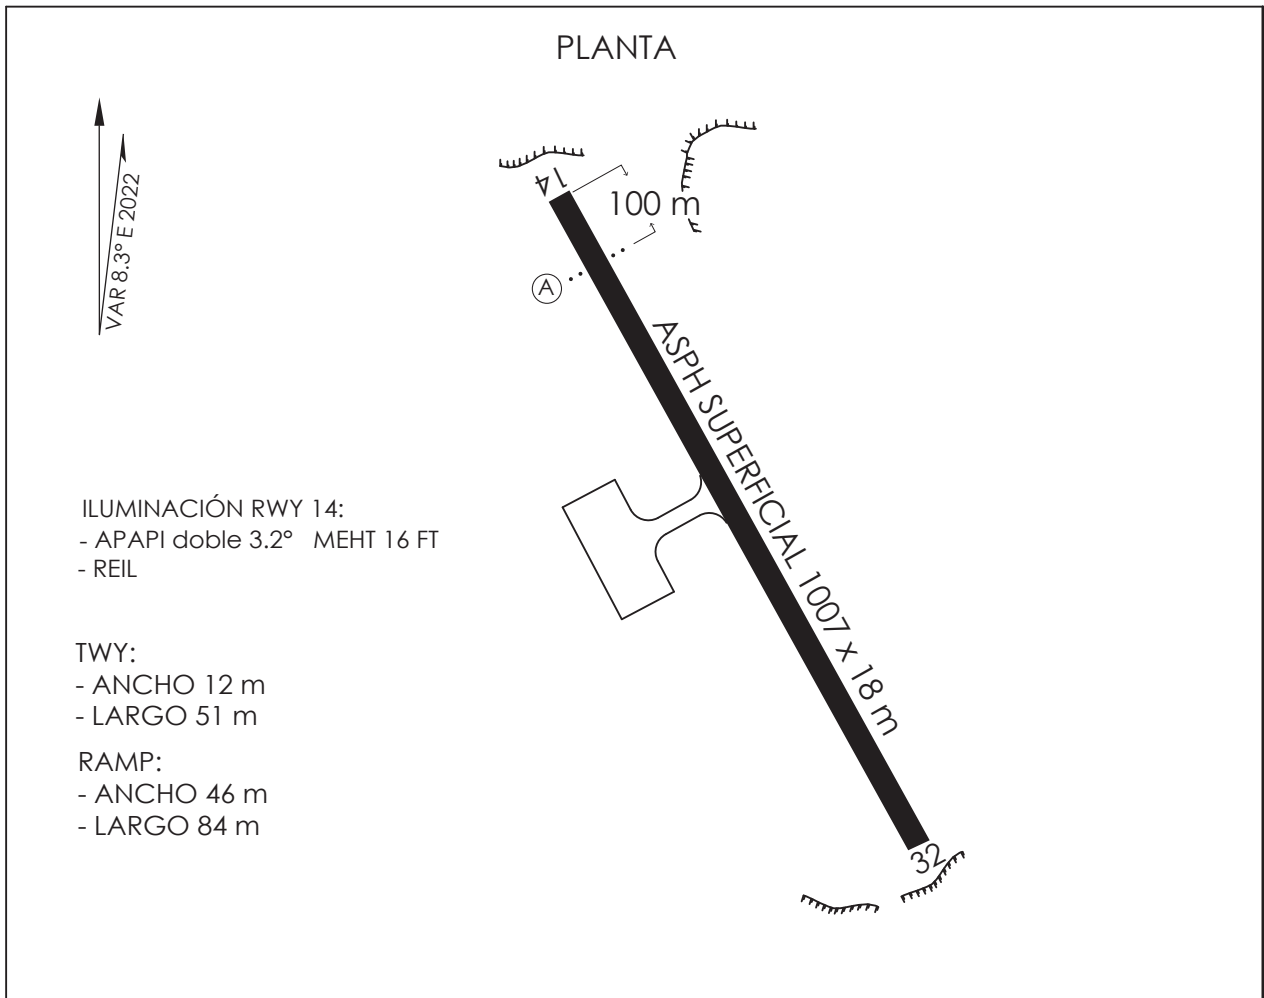 PLANTA
VAR 8.3° E 2022
14
100 m
A
ASPH SUPERFICIAL 1007 x 18 m
ILUMINACIÓN RWY 14:
- APAPI doble 3.2° MEHT 16 FT
- REIL
TWY:
- ANCHO 12 m
- LARGO 51 m
RAMP:
- ANCHO 46 m
- LARGO 84 m
32